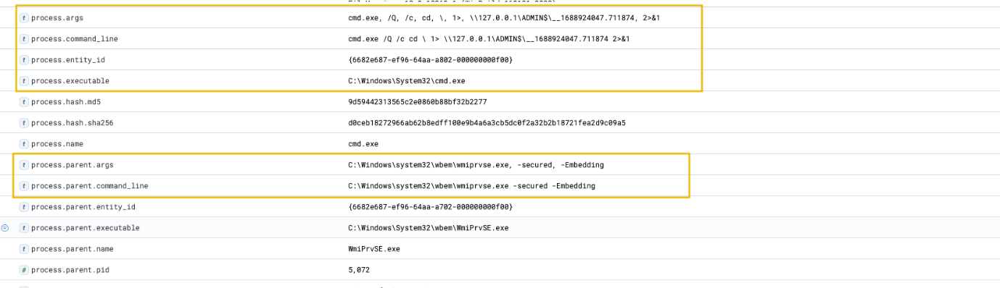 process.args cmd.exe, /Q, /c, cd, \, 1>, \\127.0.0.1\ADMIN$\__1688924047.711874, 2>&1
process.command_line cmd.exe /Q /c cd \ 1> \\127.0.0.1\ADMIN$\__1688924047.711874 2>&1
process.entity_id {6682e687-ef96-64aa-a802-000000000f00}
process.executable C:\Windows\System32\cmd.exe
process.hash.md5 9d59442313565c2e0860b88bf32b2277
process.hash.sha256 d0ceb18272966ab62b8edff100e9b4a6a3cb5dc0f2a32b2b18721fea2d9c09a5
process.name cmd.exe
process.parent.args C:\Windows\system32\wbem\wmiprvse.exe, -secured, -Embedding
process.parent.command_line C:\Windows\system32\wbem\wmiprvse.exe -secured -Embedding
process.parent.entity_id {6682e687-ef96-64aa-a702-000000000f00}
process.parent.executable C:\Windows\System32\wbem\WmiPrvSE.exe
process.parent.name WmiPrvSE.exe
process.parent.pid 5,072